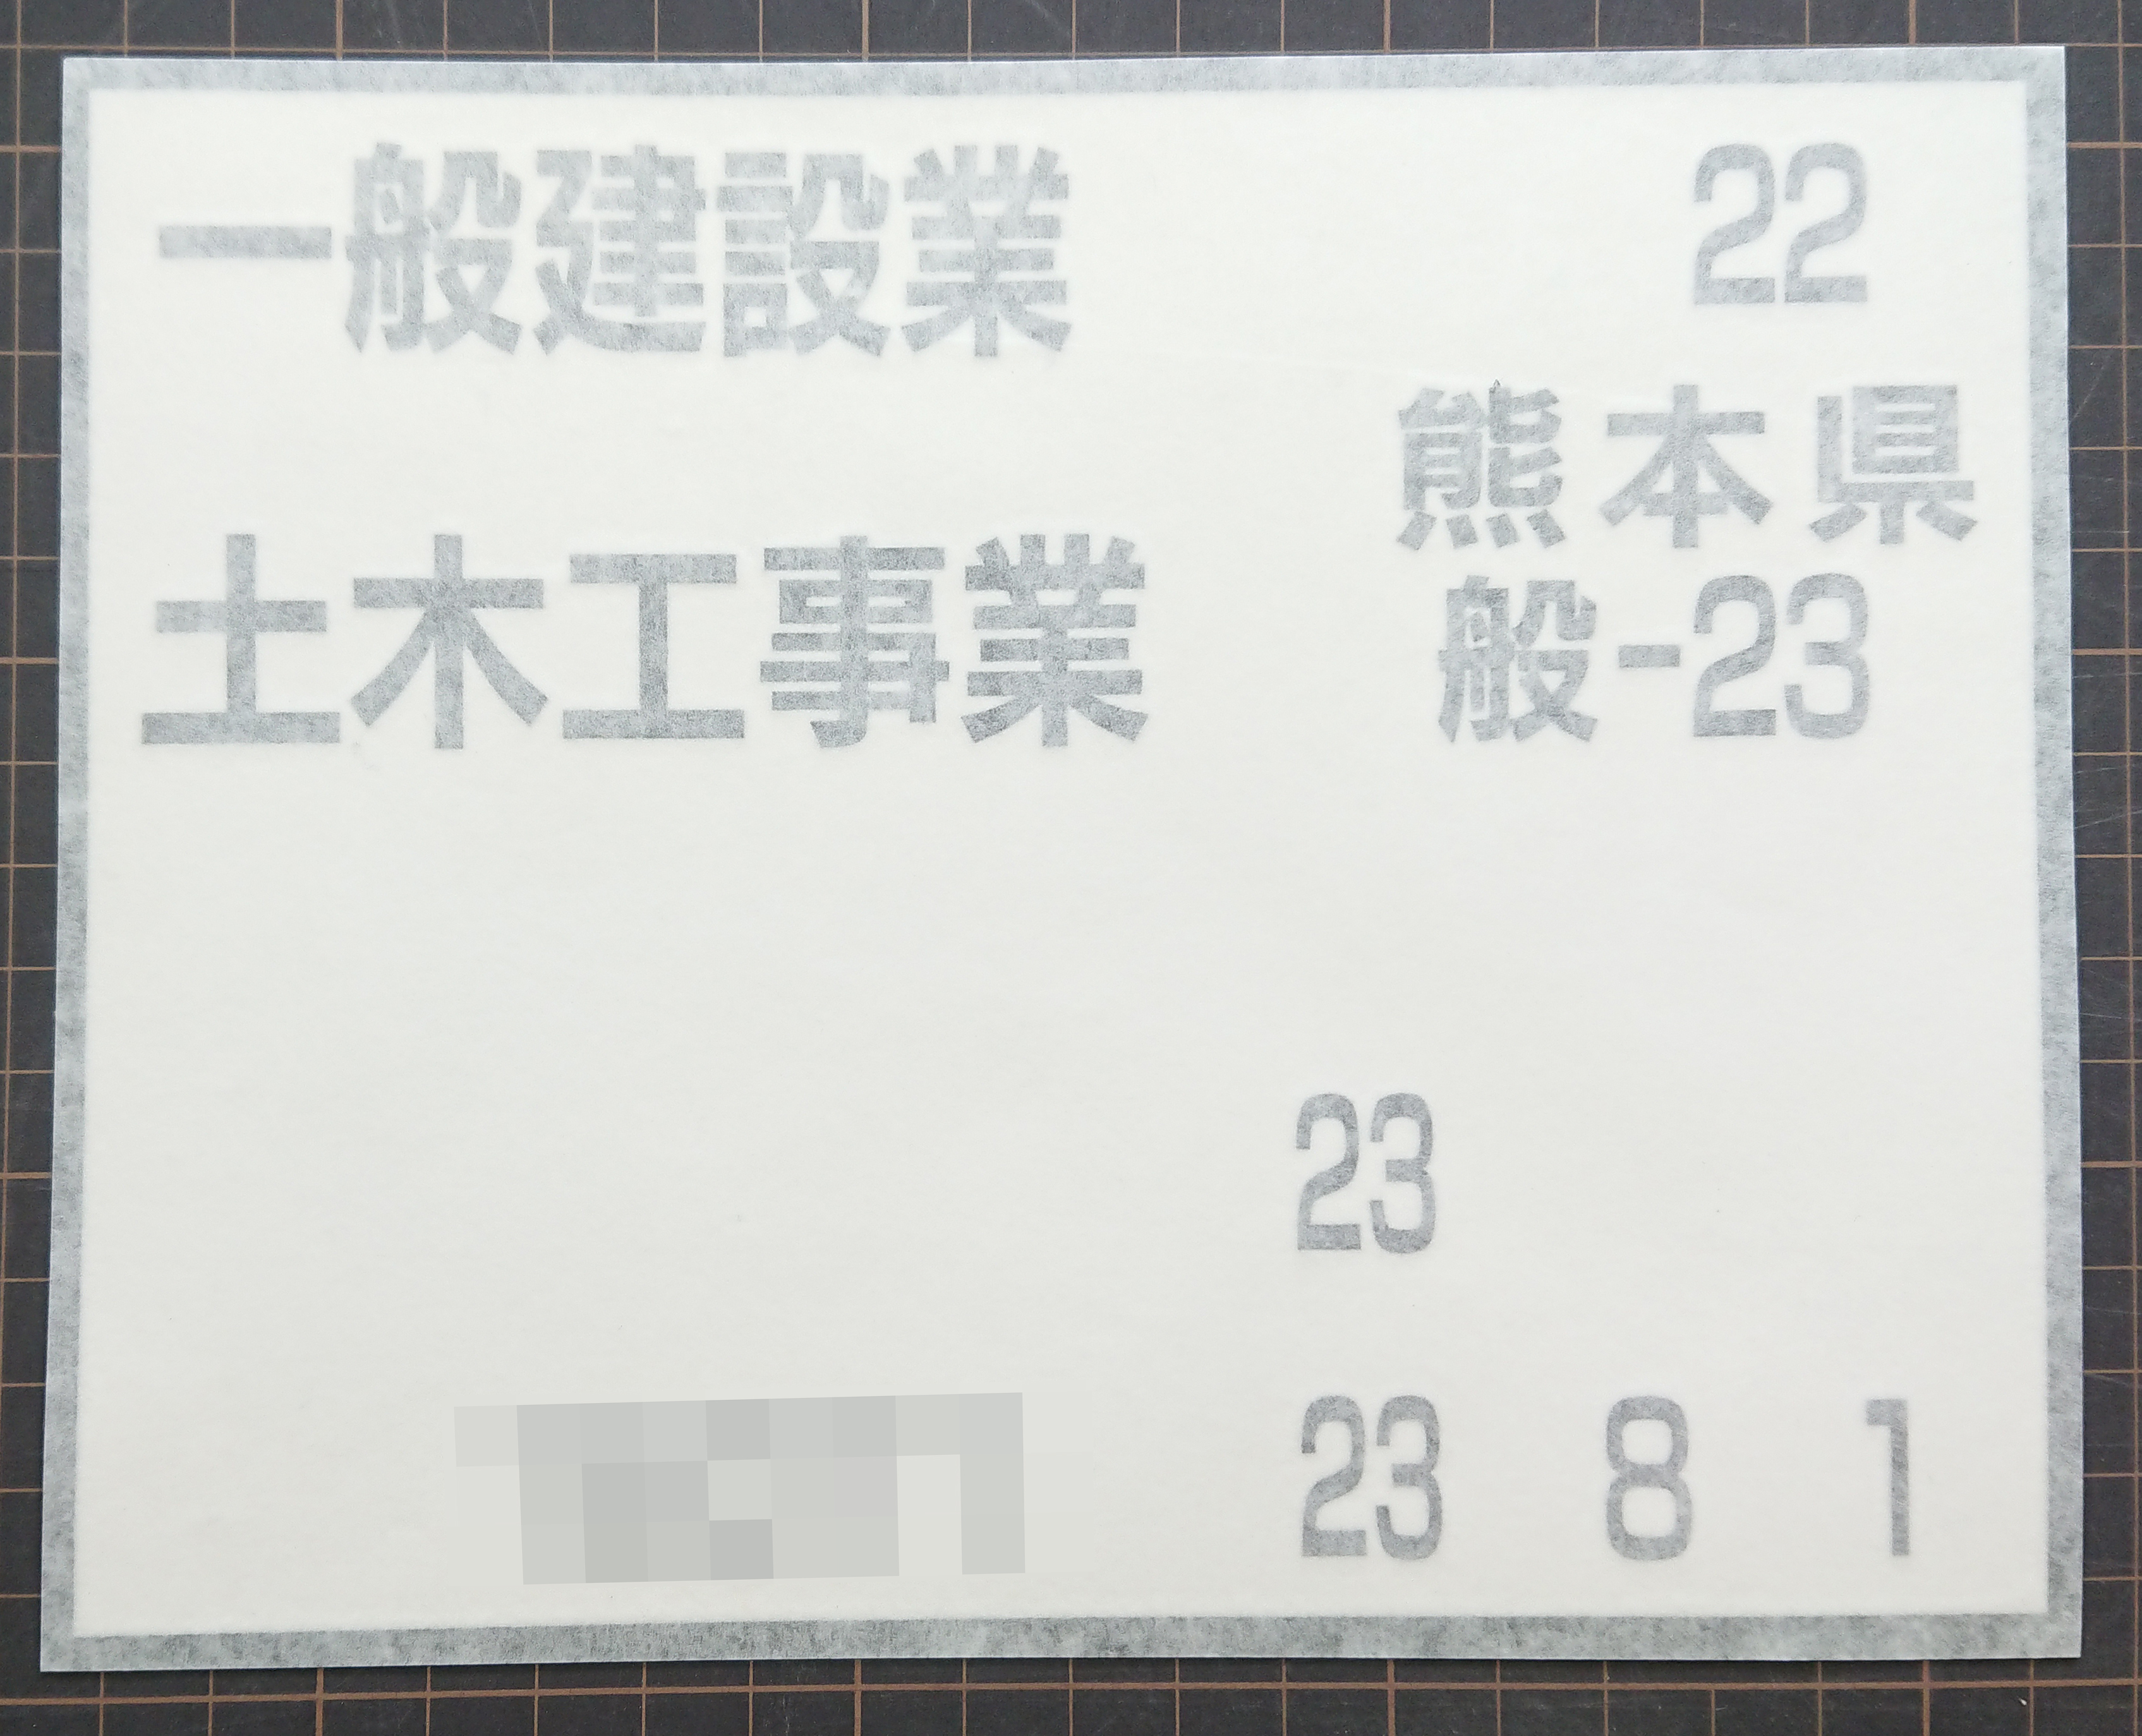 一般建設業 22
熊本県
土木工事業 般-23
23
23 8 1